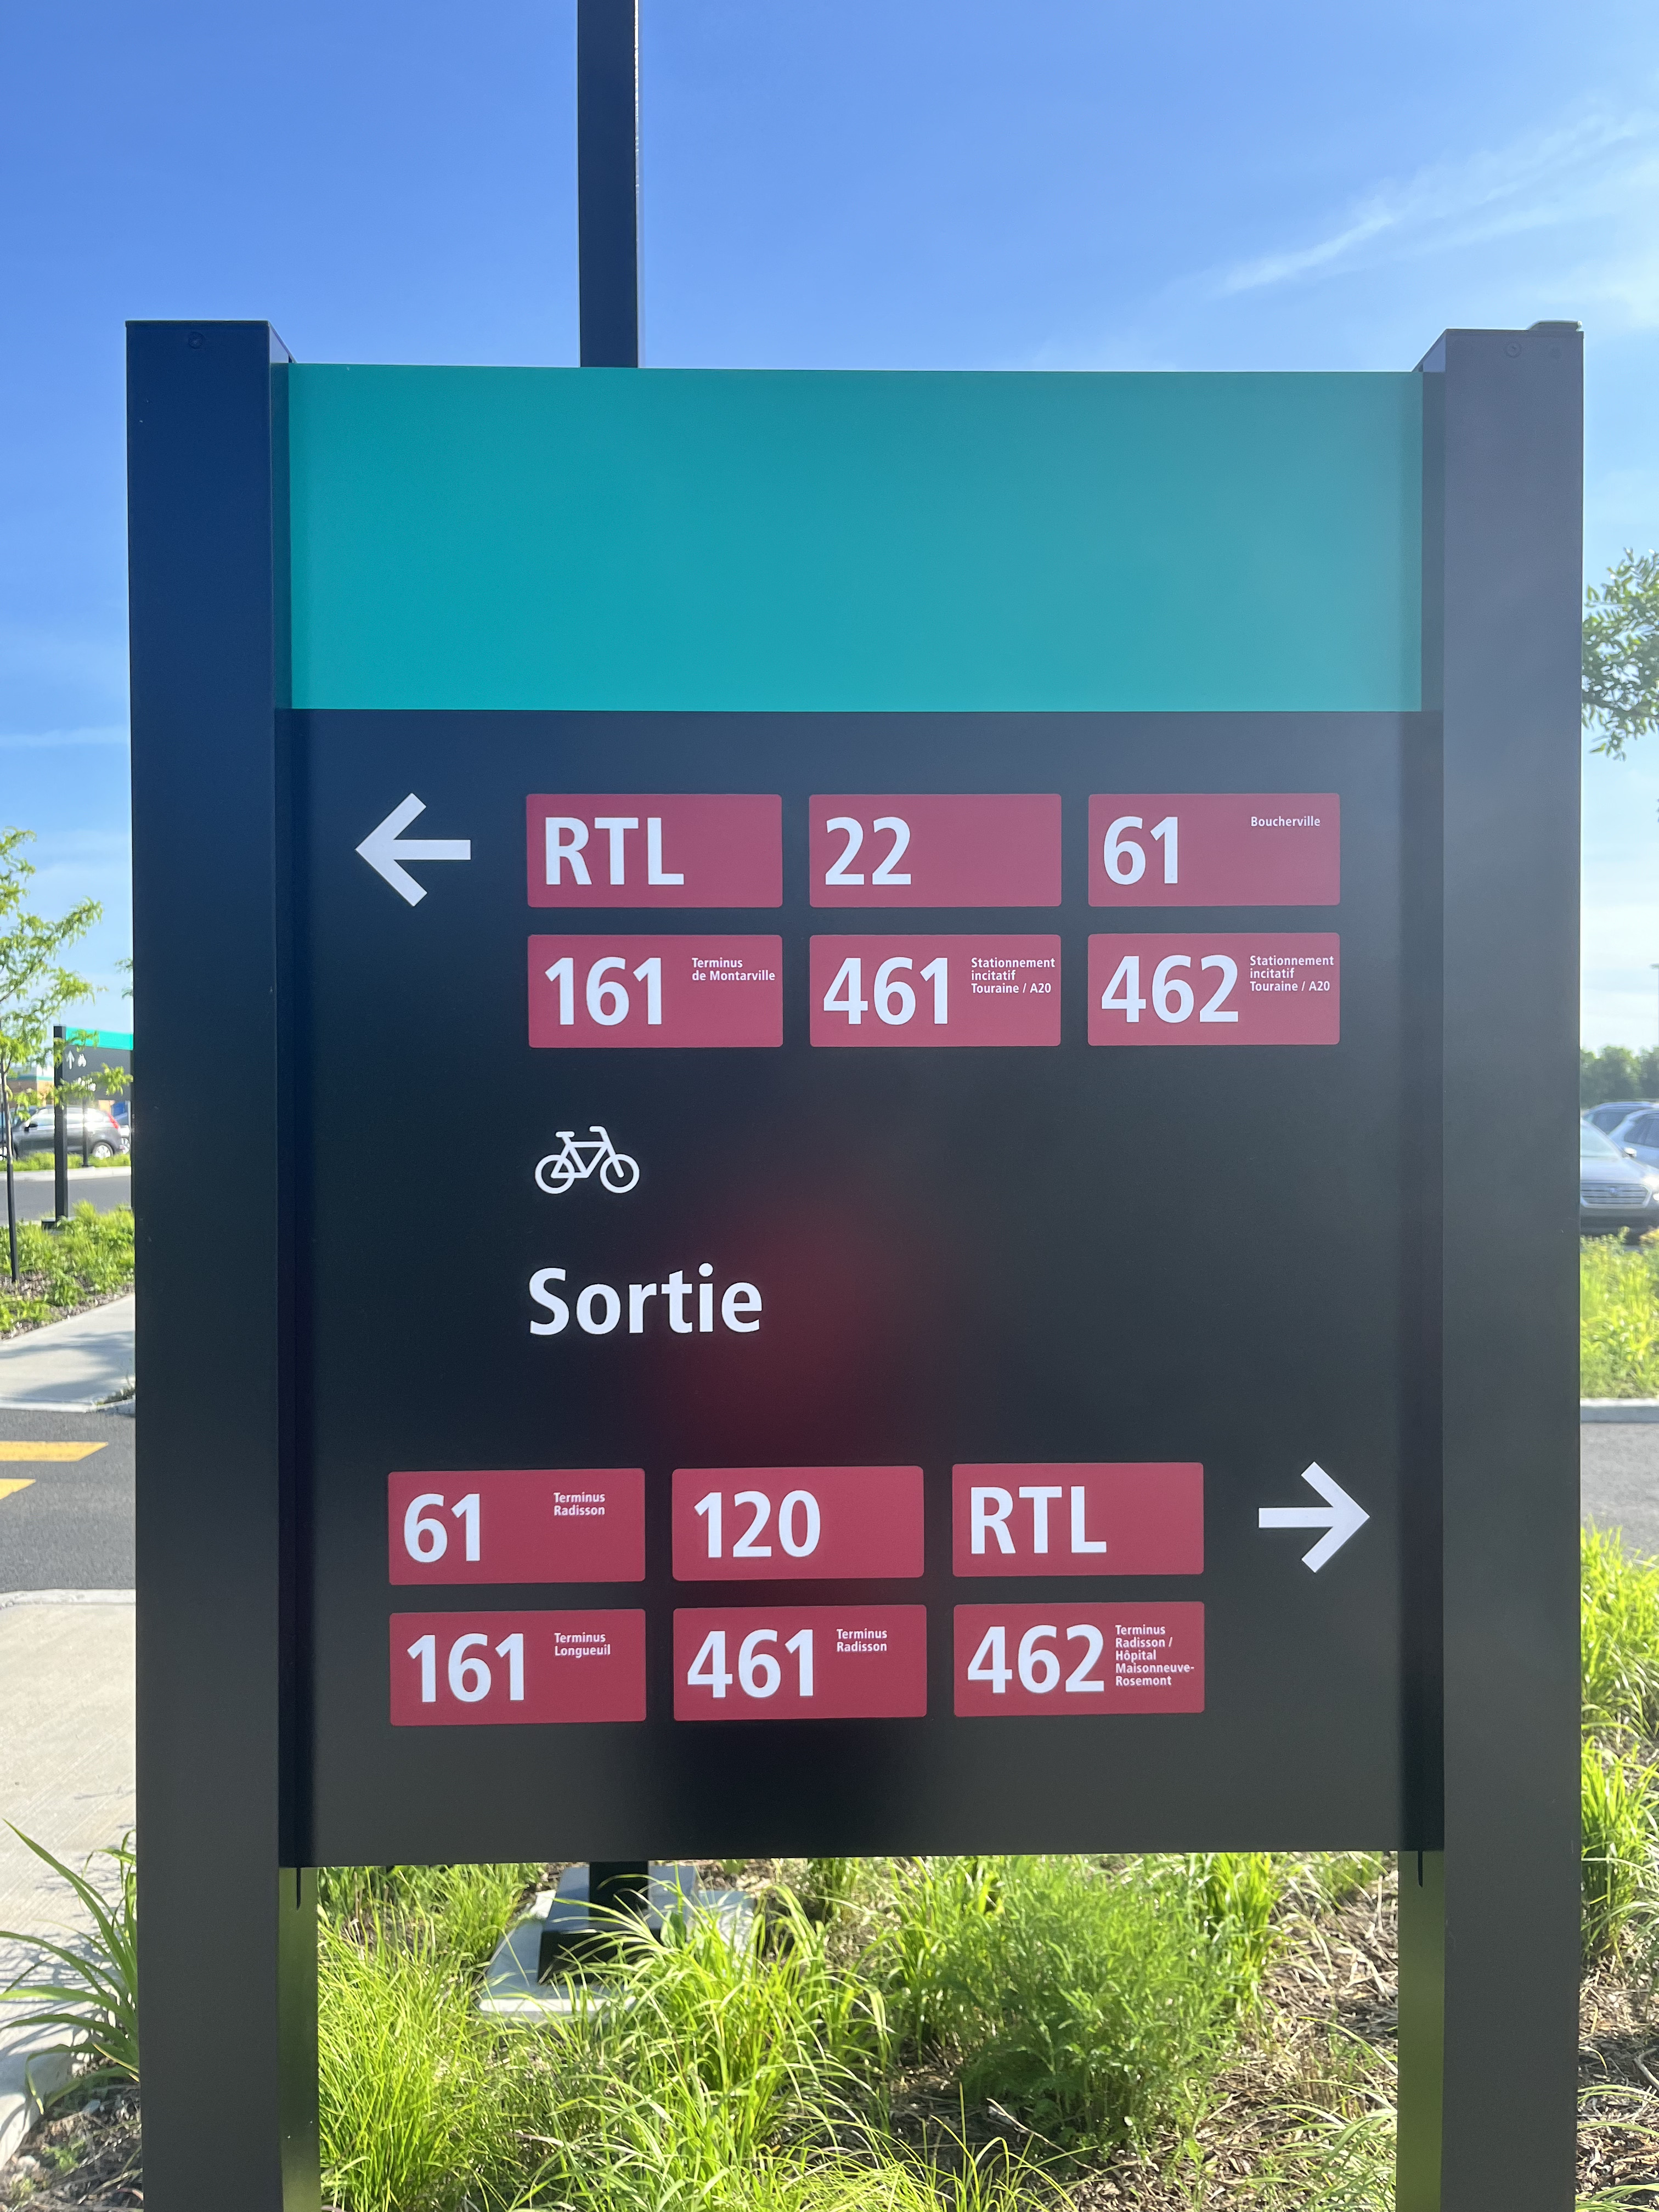 RTL
22
61
Boucherville
161
Terminus
de Montarville
461
Stationnement
incitatif
Touraine / A20
462
Stationnement
incitatif
Touraine / A20
Sortie
61
Terminus
Radisson
120
RTL
161
Terminus
Longueuil
461
Terminus
Radisson
462
Terminus
Radisson /
Hôpital
Maisonneuve-
Rosemont